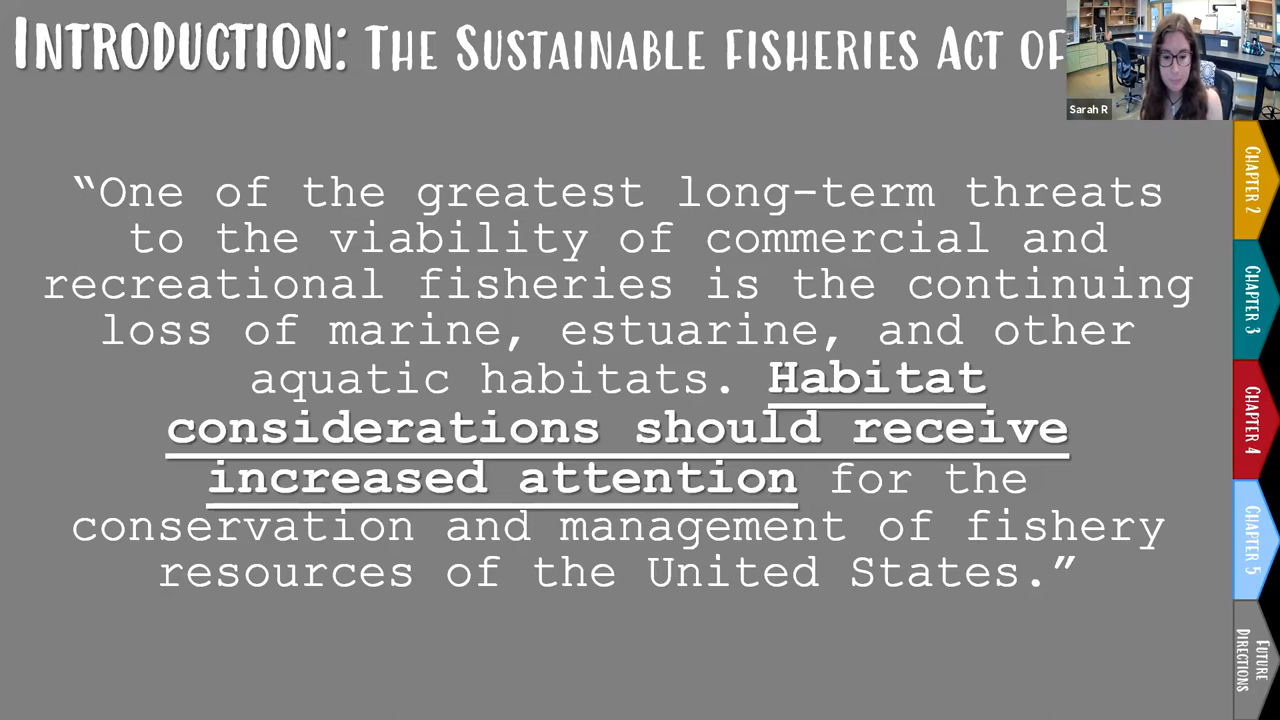 INTRODUCTION: THE SUSTAINABLE FISHERIES ACT OF
Sarah R
“One of the greatest long-term threats
to the viability of commercial and
recreational fisheries is the continuing
loss of marine, estuarine, and other
aquatic habitats. Habitat
considerations should receive
increased attention for the
conservation and management of fishery
resources of the United States.”
CHAPTER 2
CHAPTER 3
CHAPTER 4
CHAPTER 5
FUTURE
DIRECTIONS